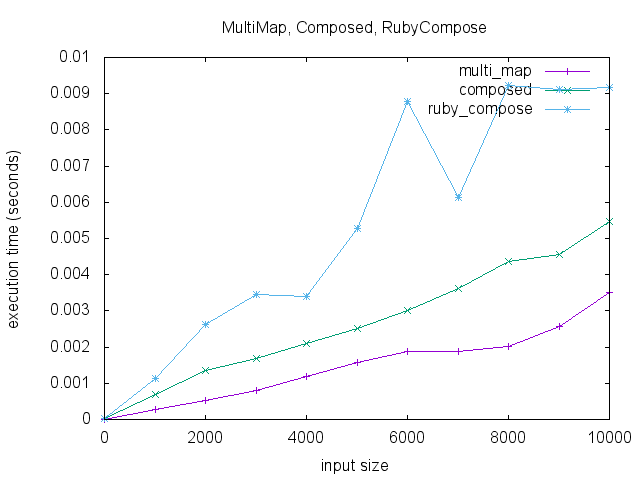 MultiMap, Composed, RubyCompose
0.01
0.009
0.008
0.007
0.006
0.005
0.004
0.003
0.002
0.001
0
execution time (seconds)
multi_map
composed
ruby_compose
0 2000 4000 6000 8000 10000
input size